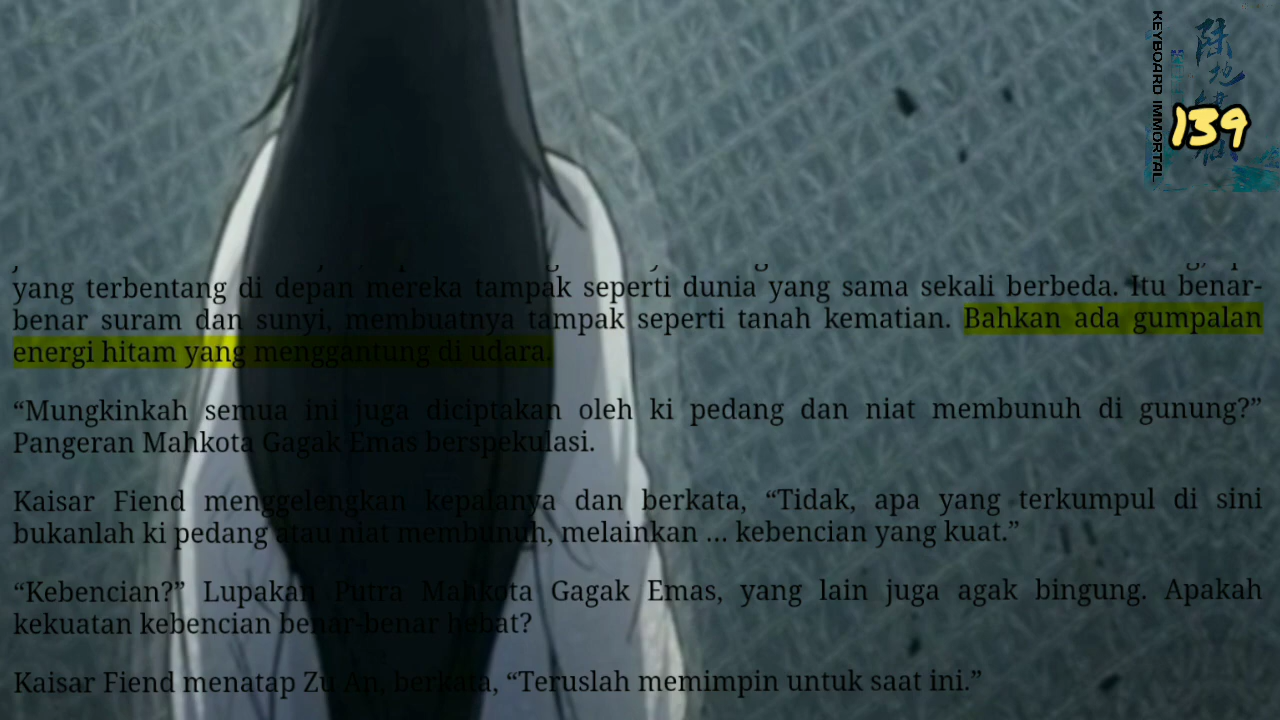 KEYBOARD IMMORTAL
陆地键仙
139
yang terbentang di depan mereka tampak seperti dunia yang sama sekali berbeda. Itu benar-
benar suram dan sunyi, membuatnya tampak seperti tanah kematian. Bahkan ada gumpalan
energi hitam yang menggantung di udara.
“Mungkinkah semua ini juga diciptakan oleh ki pedang dan niat membunuh di gunung?”
Pangeran Mahkota Gagak Emas berspekulasi.
Kaisar Fiend menggelengkan kepalanya dan berkata, “Tidak, apa yang terkumpul di sini
bukanlah ki pedang atau niat membunuh, melainkan ... kebencian yang kuat.”
“Kebencian?” Lupakan Putra Mahkota Gagak Emas, yang lain juga agak bingung. Apakah
kekuatan kebencian benar-benar hebat?
Kaisar Fiend menatap Zu An, berkata, “Teruslah memimpin untuk saat ini.”